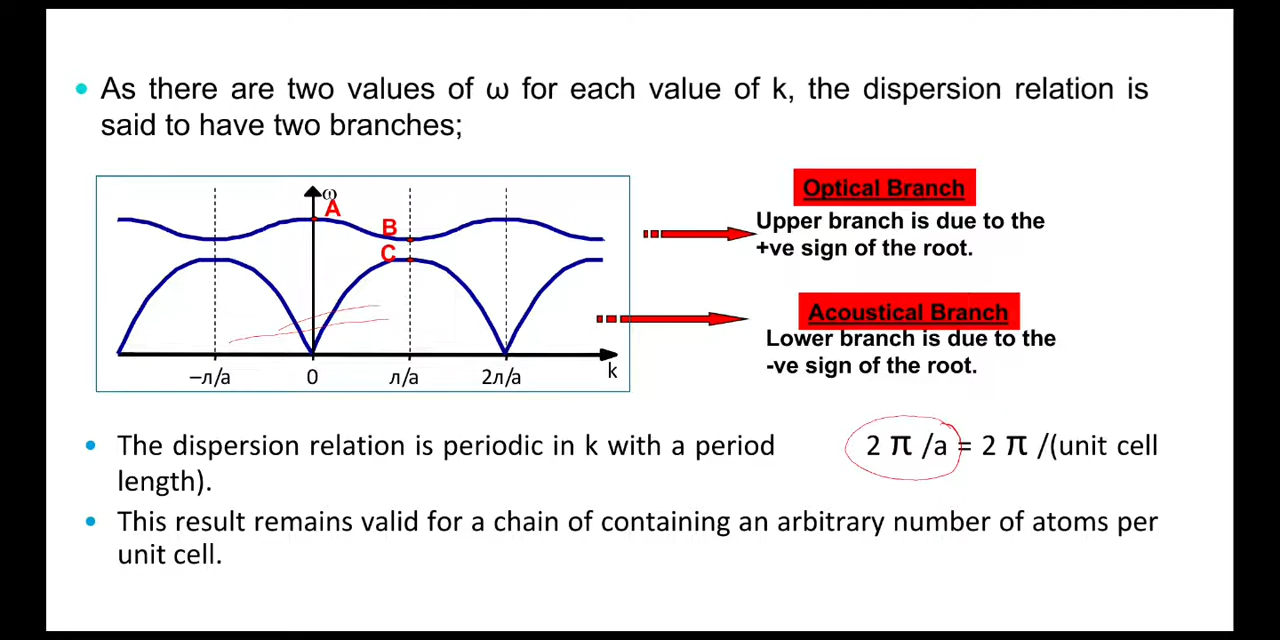 As there are two values of ω for each value of k, the dispersion relation is
said to have two branches;
ω
A
B
C
–л/a
0
л/a
2л/a
k
Optical Branch
Upper branch is due to the
+ve sign of the root.
Acoustical Branch
Lower branch is due to the
-ve sign of the root.
The dispersion relation is periodic in k with a period 2 π /a = 2 π /(unit cell
length).
This result remains valid for a chain of containing an arbitrary number of atoms per
unit cell.